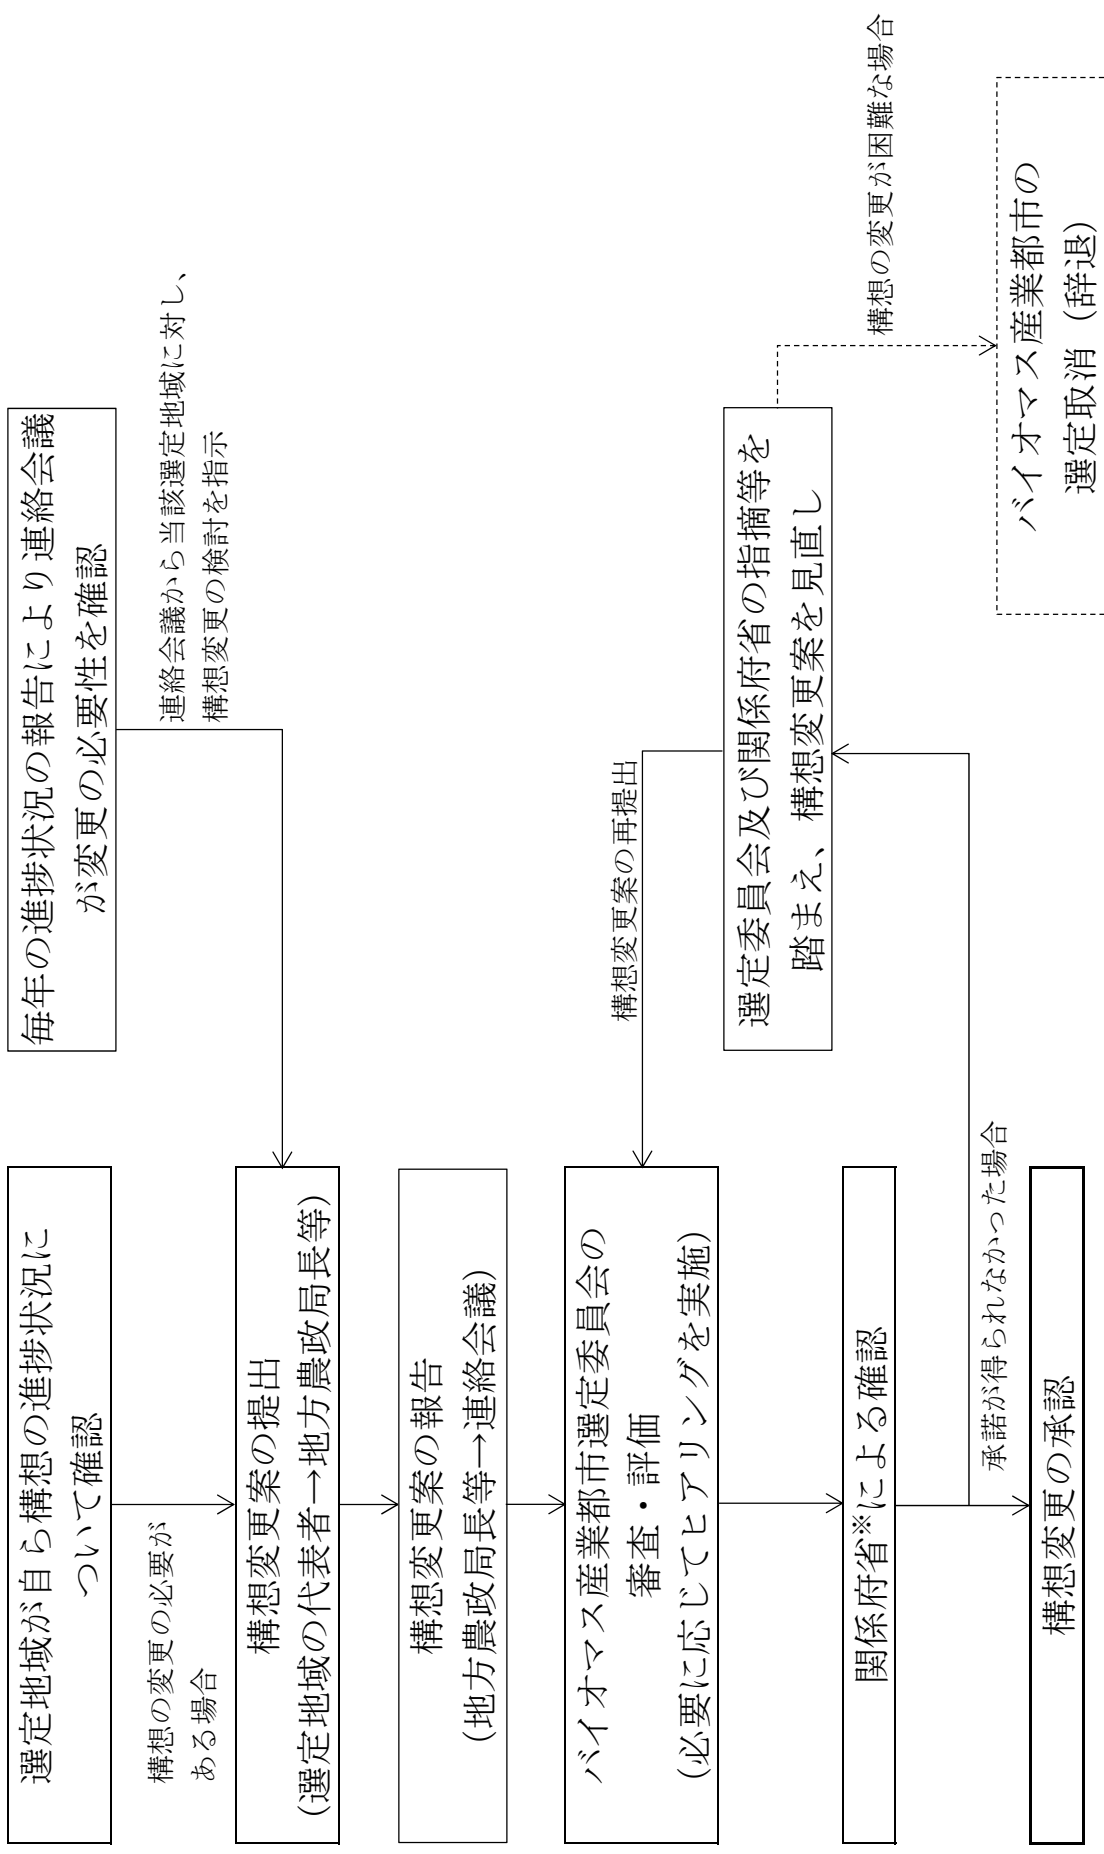 選定地域が自ら構想の進捗状況に
ついて確認
構想の変更の必要が
ある場合
構想変更案の提出
(選定地域の代表者→地方農政局長等)
構想変更案の報告
(地方農政局長等→連絡会議)
バイオマス産業都市選定委員会の
審査・評価
(必要に応じてヒアリングを実施)
関係府省※による確認
承諾が得られなかった場合
構想変更の承認
毎年の進捗状況の報告により連絡会議
が変更の必要性を確認
連絡会議から当該選定地域に対し、
構想変更の検討を指示
構想変更案の再提出
選定委員会及び関係府省の指摘等を
踏まえ、構想変更案を見直し
構想の変更が困難な場合
バイオマス産業都市の
選定取消（辞退）